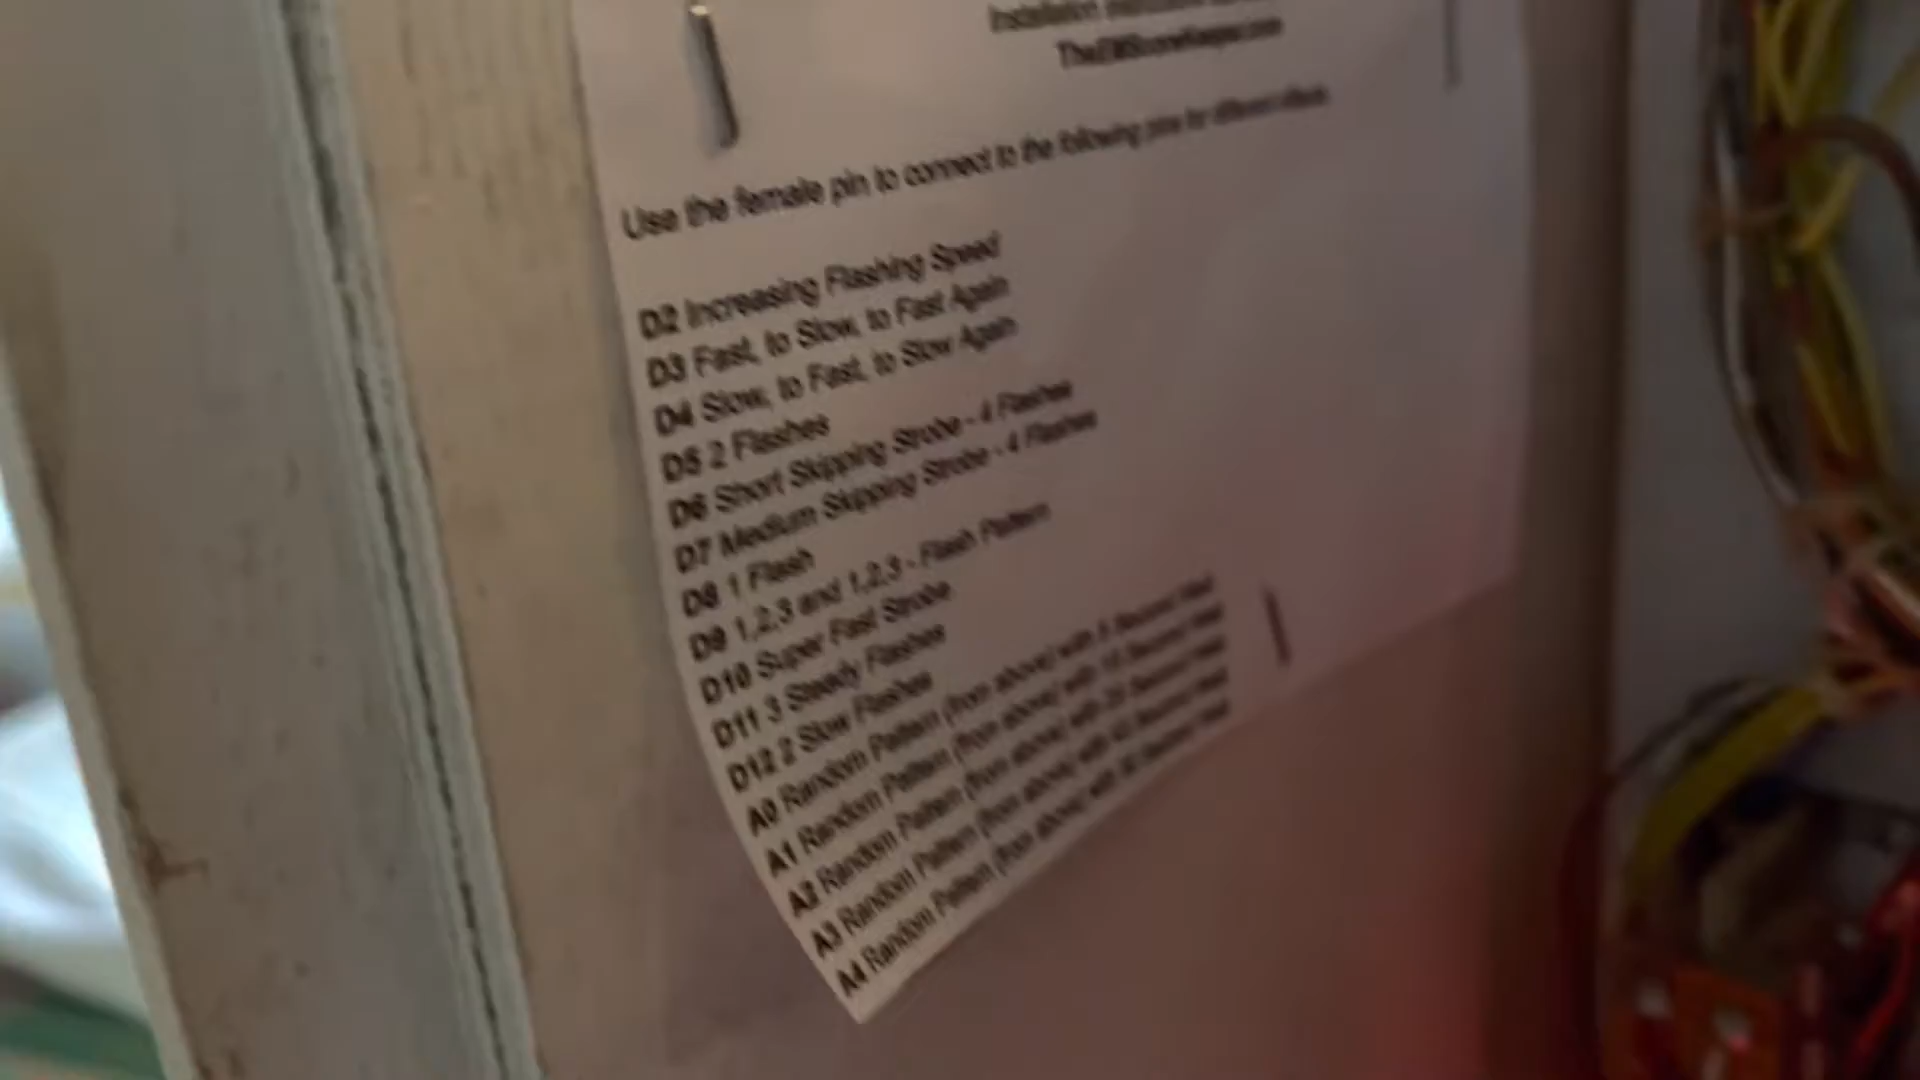 Installation
Use the female pin to connect to the following pins for different effects.
D2 Increasing Flashing Speed
D3 Fast, to Slow, to Fast Again
D4 Slow, to Fast, to Slow Again
D5 2 Flashes
D6 Short Skipping Strobe - 4 Flashes
D7 Medium Skipping Strobe - 4 Flashes
D8 1 Flash
D9 1,2,3 and 1,2,3 - Flash Pattern
D10 Super Fast Strobe
D11 3 Steady Flashes
D12 2 Slow Flashes
A0 Random Pattern (from above) with Second
A1 Random Pattern (from above) with Second
A2 Random Pattern (from above) with Second
A3 Random Pattern (from above) with Second
A4 Random Pattern (from above) with